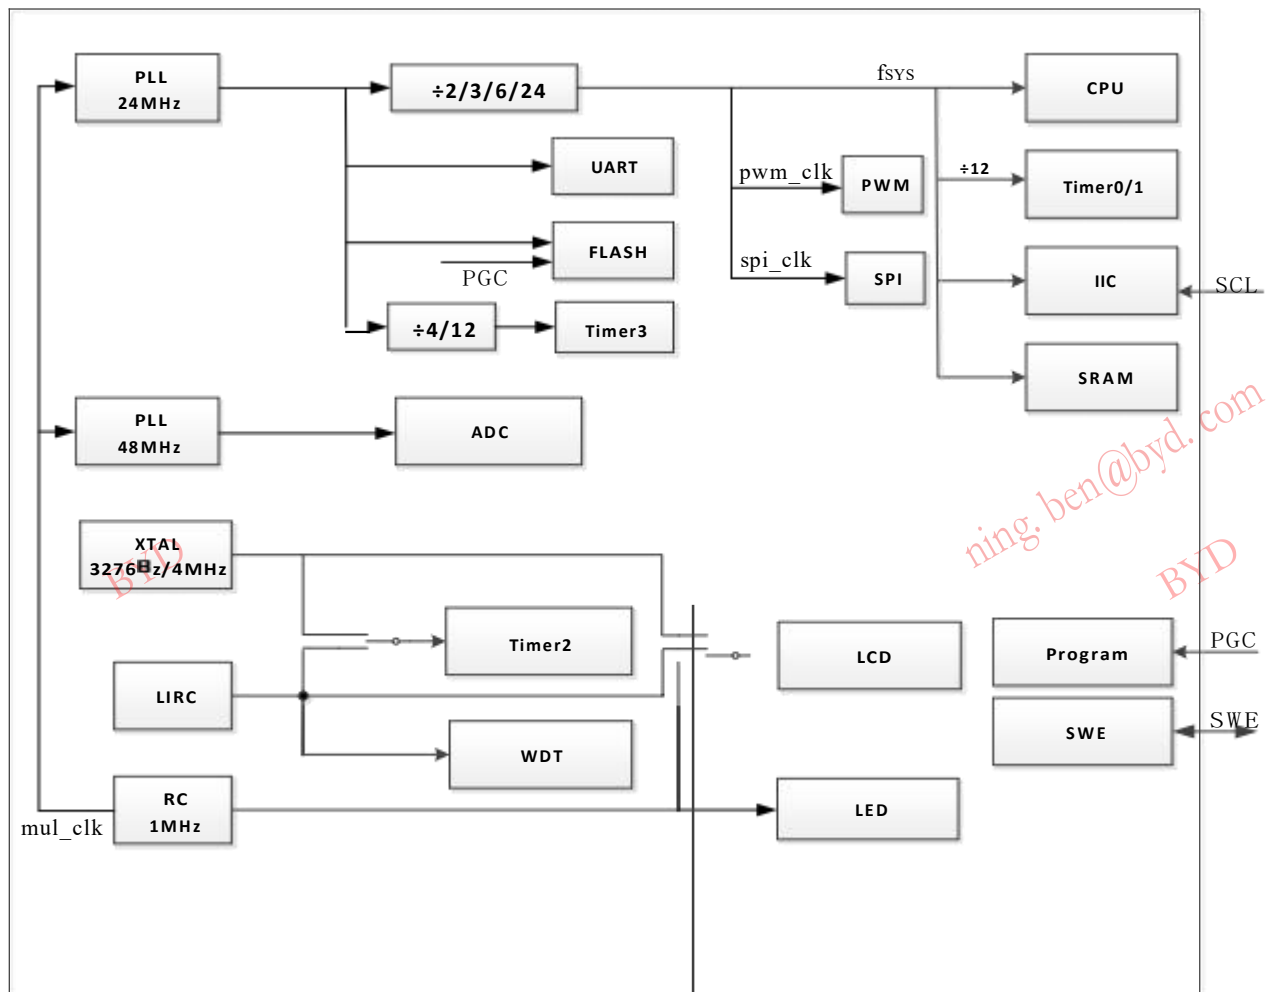 PLL
24MHz
÷2/3/6/24
fSYS
CPU
UART
pwm_clk
PWM
÷12
Timer0/1
FLASH
PGC
spi_clk
SPI
IIC
SCL
÷4/12
Timer3
SRAM
PLL
48MHz
ADC
ning.ben@byd.com
XTAL
BYD
BYD
Timer2
LCD
Program
PGC
LIRC
SWE
SWE
WDT
RC
1MHz
mul_clk
LED